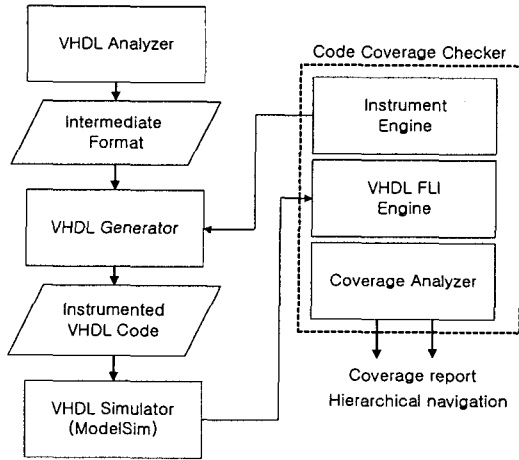 VHDL Analyzer
Intermediate
Format
VHDL Generator
Instrumented
VHDL Code
VHDL Simulator
(ModelSim)
Code Coverage Checker
Instrument
Engine
VHDL FLI
Engine
Coverage Analyzer
Coverage report
Hierarchical navigation